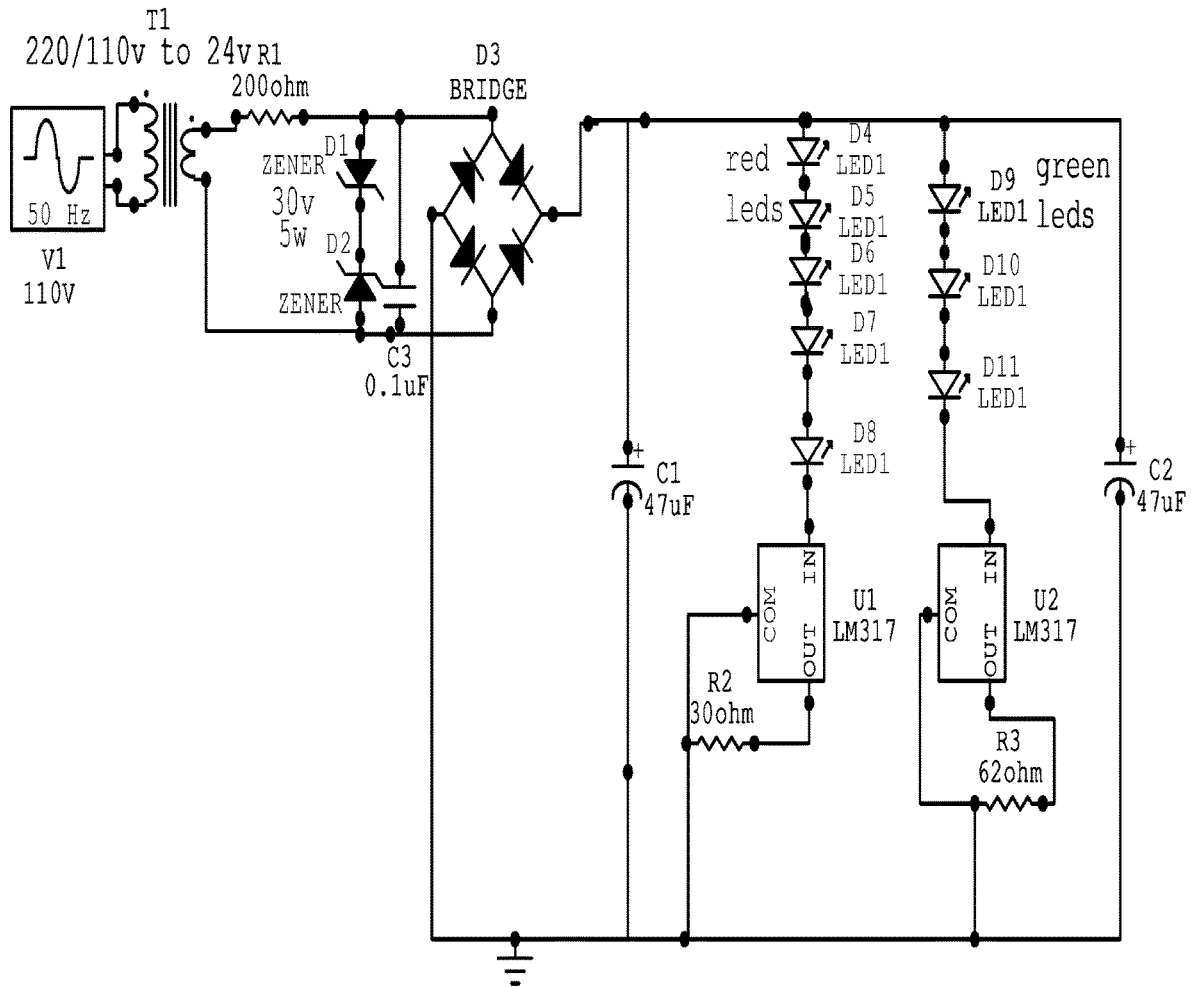 T1
220/110v to 24v
R1
200ohm
D3
BRIDGE
50 Hz
V1
110V
D1
ZENER
30v
5w
D2
ZENER
C3
0.1uF
red
leds
D4
LED1
D5
LED1
D6
LED1
D7
LED1
D8
LED1
green
leds
D9
LED1
D10
LED1
D11
LED1
+
C1
47uF
+
C2
47uF
COM
IN
OUT
U1
LM317
COM
IN
OUT
U2
LM317
R2
30ohm
R3
62ohm